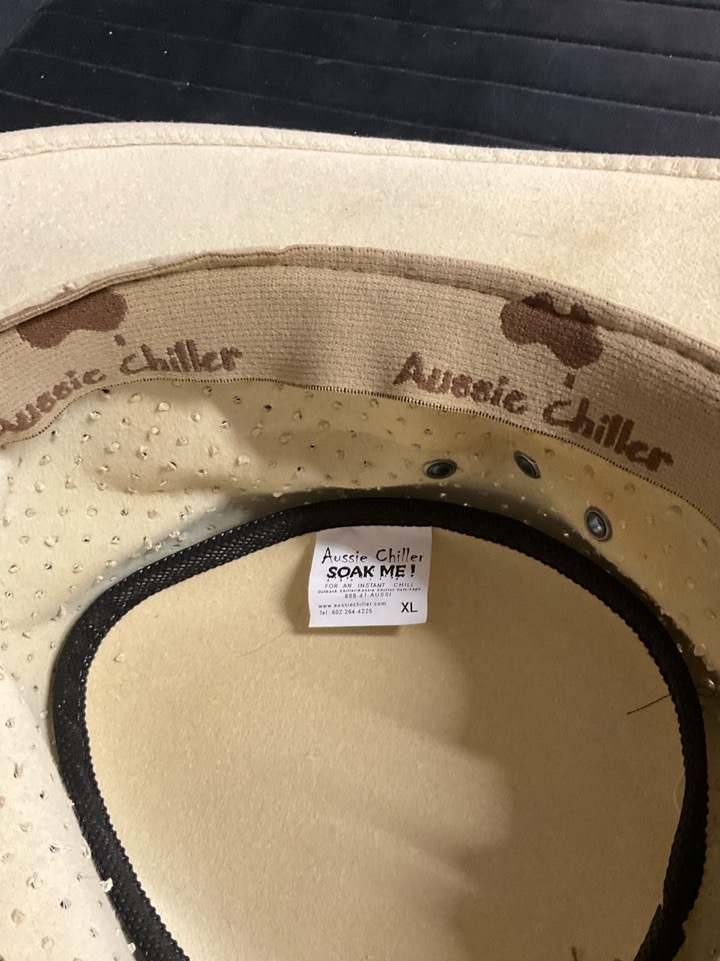 Aussie Chiller
Aussie Chiller
Aussie Chiller
SOAK ME !
FOR AN INSTANT CHILL
888-41-AUSSI
www.aussiechiller.com
Tel: 602 264 4225
XL